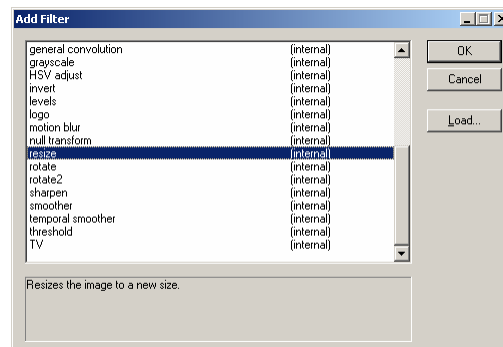 Add Filter
general convolution (internal)
grayscale (internal)
HSV adjust (internal)
invert (internal)
levels (internal)
logo (internal)
motion blur (internal)
null transform (internal)
resize (internal)
rotate (internal)
rotate2 (internal)
sharpen (internal)
smoother (internal)
temporal smoother (internal)
threshold (internal)
TV (internal)
OK
Cancel
Load...
Resizes the image to a new size.